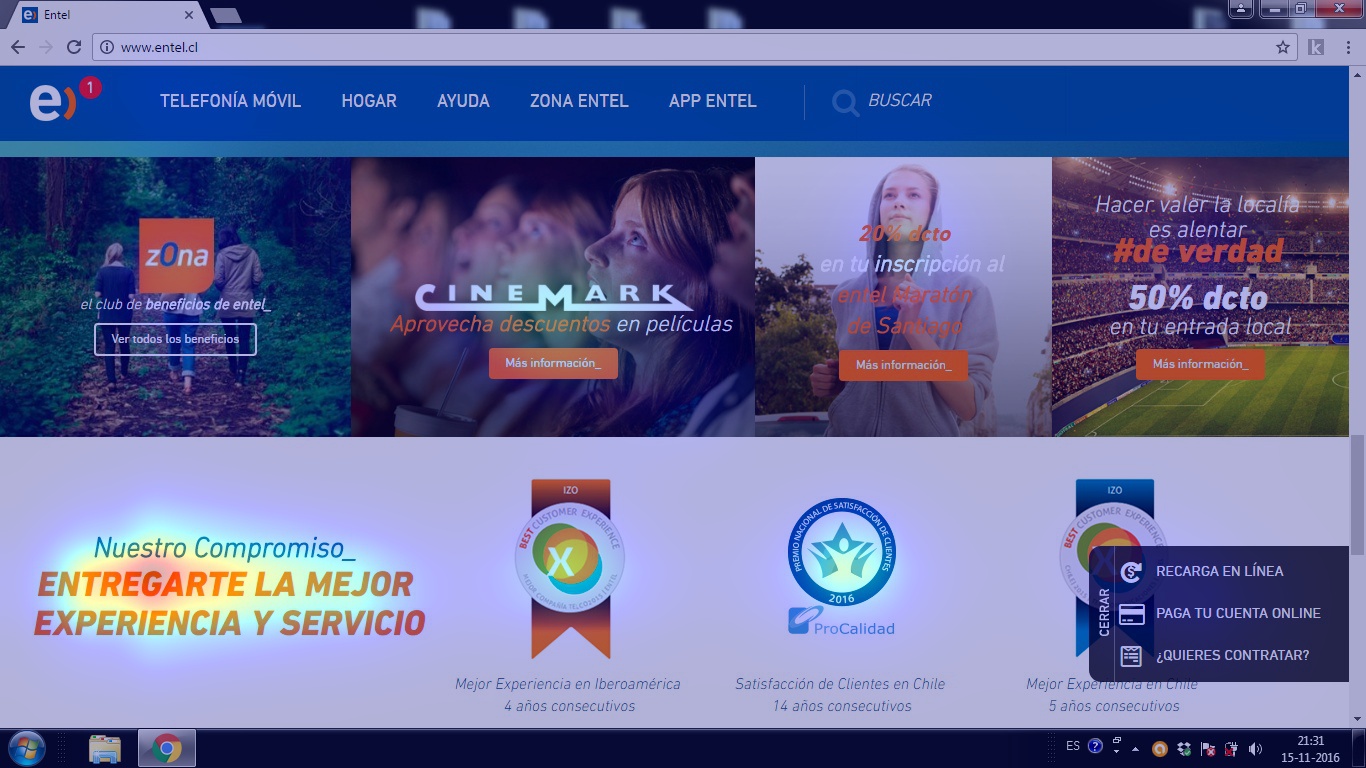 Entel
www.entel.cl
e) 1
TELEFONÍA MÓVIL HOGAR AYUDA ZONA ENTEL APP ENTEL BUSCAR
zOna
el club de beneficios de entel_
Ver todos los beneficios
CINEMARK
Aprovecha descuentos en películas
Más información_
20% dcto
en tu inscripción al
entel Maratón
de Santiago
Más información_
Hacer valer la localía
es alentar
#de verdad
50% dcto
en tu entrada local
Más información_
Nuestro Compromiso_
ENTREGARTE LA MEJOR
EXPERIENCIA Y SERVICIO
IZO
BEST CUSTOMER EXPERIENCE
X
MEJOR COMPAÑÍA TELCO 2015 | ENTEL
Mejor Experiencia en Iberoamérica
4 años consecutivos
PREMIO NACIONAL DE SATISFACCIÓN DE CLIENTES
2016
ProCalidad
Satisfacción de Clientes en Chile
14 años consecutivos
IZO
BEST CUSTOMER EXPERIENCE
Mejor Experiencia en Chile
5 años consecutivos
CERRAR
RECARGA EN LÍNEA
PAGA TU CUENTA ONLINE
¿QUIERES CONTRATAR?
ES
21:31
15-11-2016